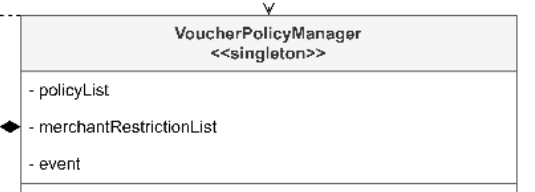 VoucherPolicyManager
<<singleton>>
- policyList
- merchantRestrictionList
- event